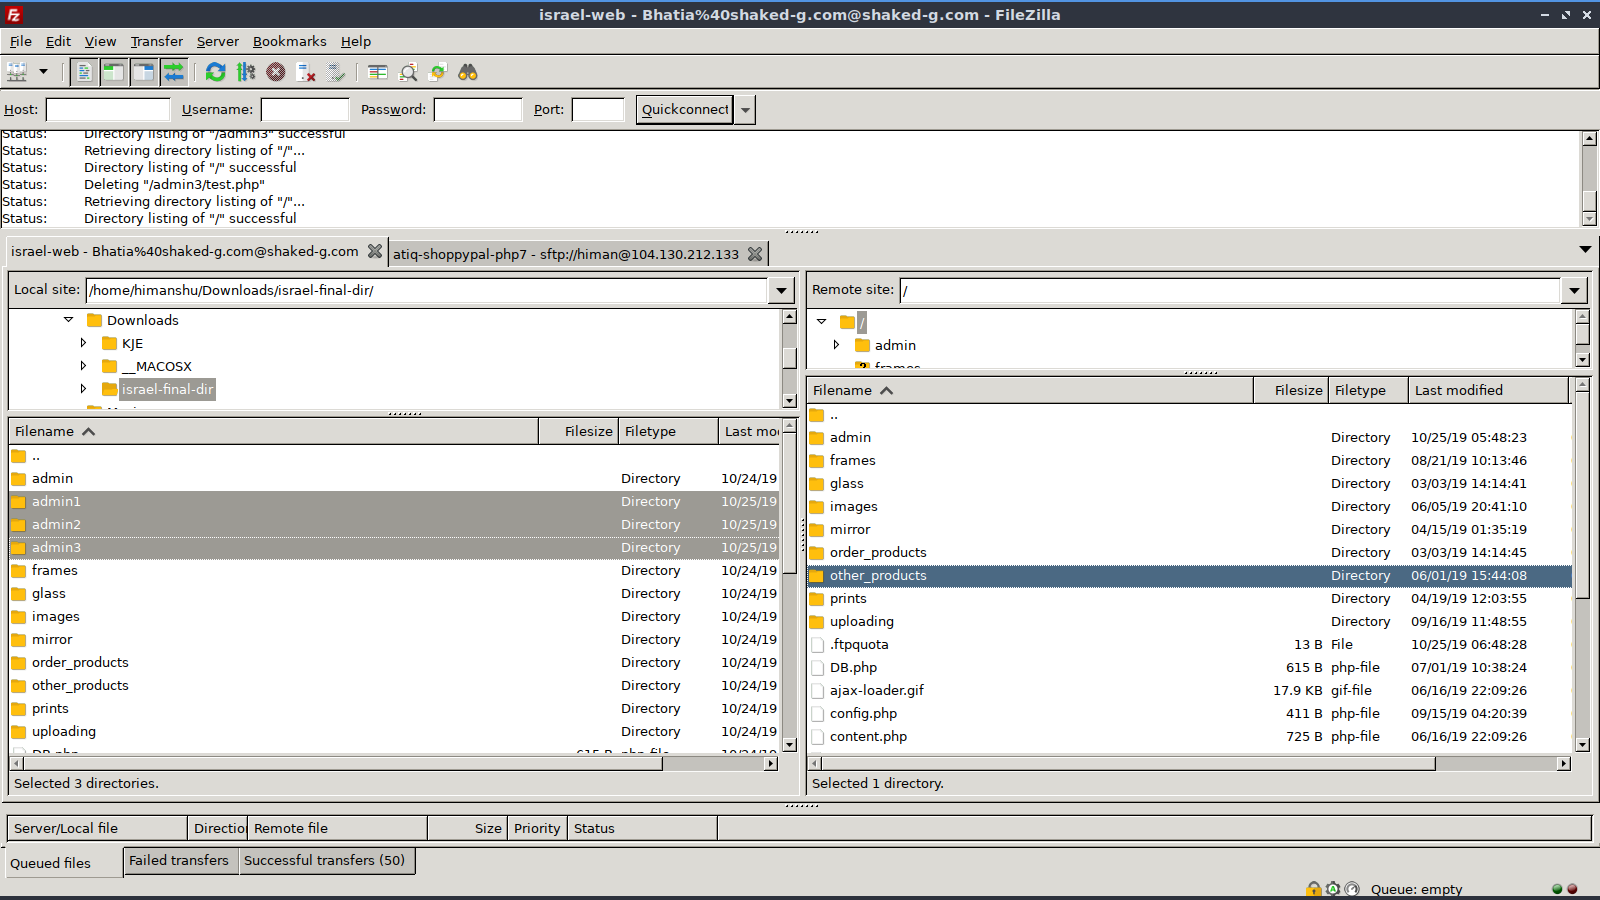 israel-web - Bhatia%40shaked-g.com@shaked-g.com - FileZilla
File Edit View Transfer Server Bookmarks Help
Host: Username: Password: Port: Quickconnect
Status: Directory listing of "/admin3" successful
Status: Retrieving directory listing of "/"...
Status: Directory listing of "/" successful
Status: Deleting "/admin3/test.php"
Status: Retrieving directory listing of "/"...
Status: Directory listing of "/" successful
israel-web - Bhatia%40shaked-g.com@shaked-g.com atiq-shoppypal-php7 - sftp://himan@104.130.212.133
Local site: /home/himanshu/Downloads/israel-final-dir/
Downloads
KJE
__MACOSX
israel-final-dir
Filename Filesize Filetype Last mo
..
admin Directory 10/24/19
admin1 Directory 10/25/19
admin2 Directory 10/25/19
admin3 Directory 10/25/19
frames Directory 10/24/19
glass Directory 10/24/19
images Directory 10/24/19
mirror Directory 10/24/19
order_products Directory 10/24/19
other_products Directory 10/24/19
prints Directory 10/24/19
uploading Directory 10/24/19
DB.php 615 B php-file 10/24/19
Selected 3 directories.
Remote site: /
/
admin
frames
Filename Filesize Filetype Last modified
..
admin Directory 10/25/19 05:48:23
frames Directory 08/21/19 10:13:46
glass Directory 03/03/19 14:14:41
images Directory 06/05/19 20:41:10
mirror Directory 04/15/19 01:35:19
order_products Directory 03/03/19 14:14:45
other_products Directory 06/01/19 15:44:08
prints Directory 04/19/19 12:03:55
uploading Directory 09/16/19 11:48:55
.ftpquota 13 B File 10/25/19 06:48:28
DB.php 615 B php-file 07/01/19 10:38:24
ajax-loader.gif 17.9 KB gif-file 06/16/19 22:09:26
config.php 411 B php-file 09/15/19 04:20:39
content.php 725 B php-file 06/16/19 22:09:26
Selected 1 directory.
Server/Local file Directio Remote file Size Priority Status
Queued files Failed transfers Successful transfers (50)
Queue: empty